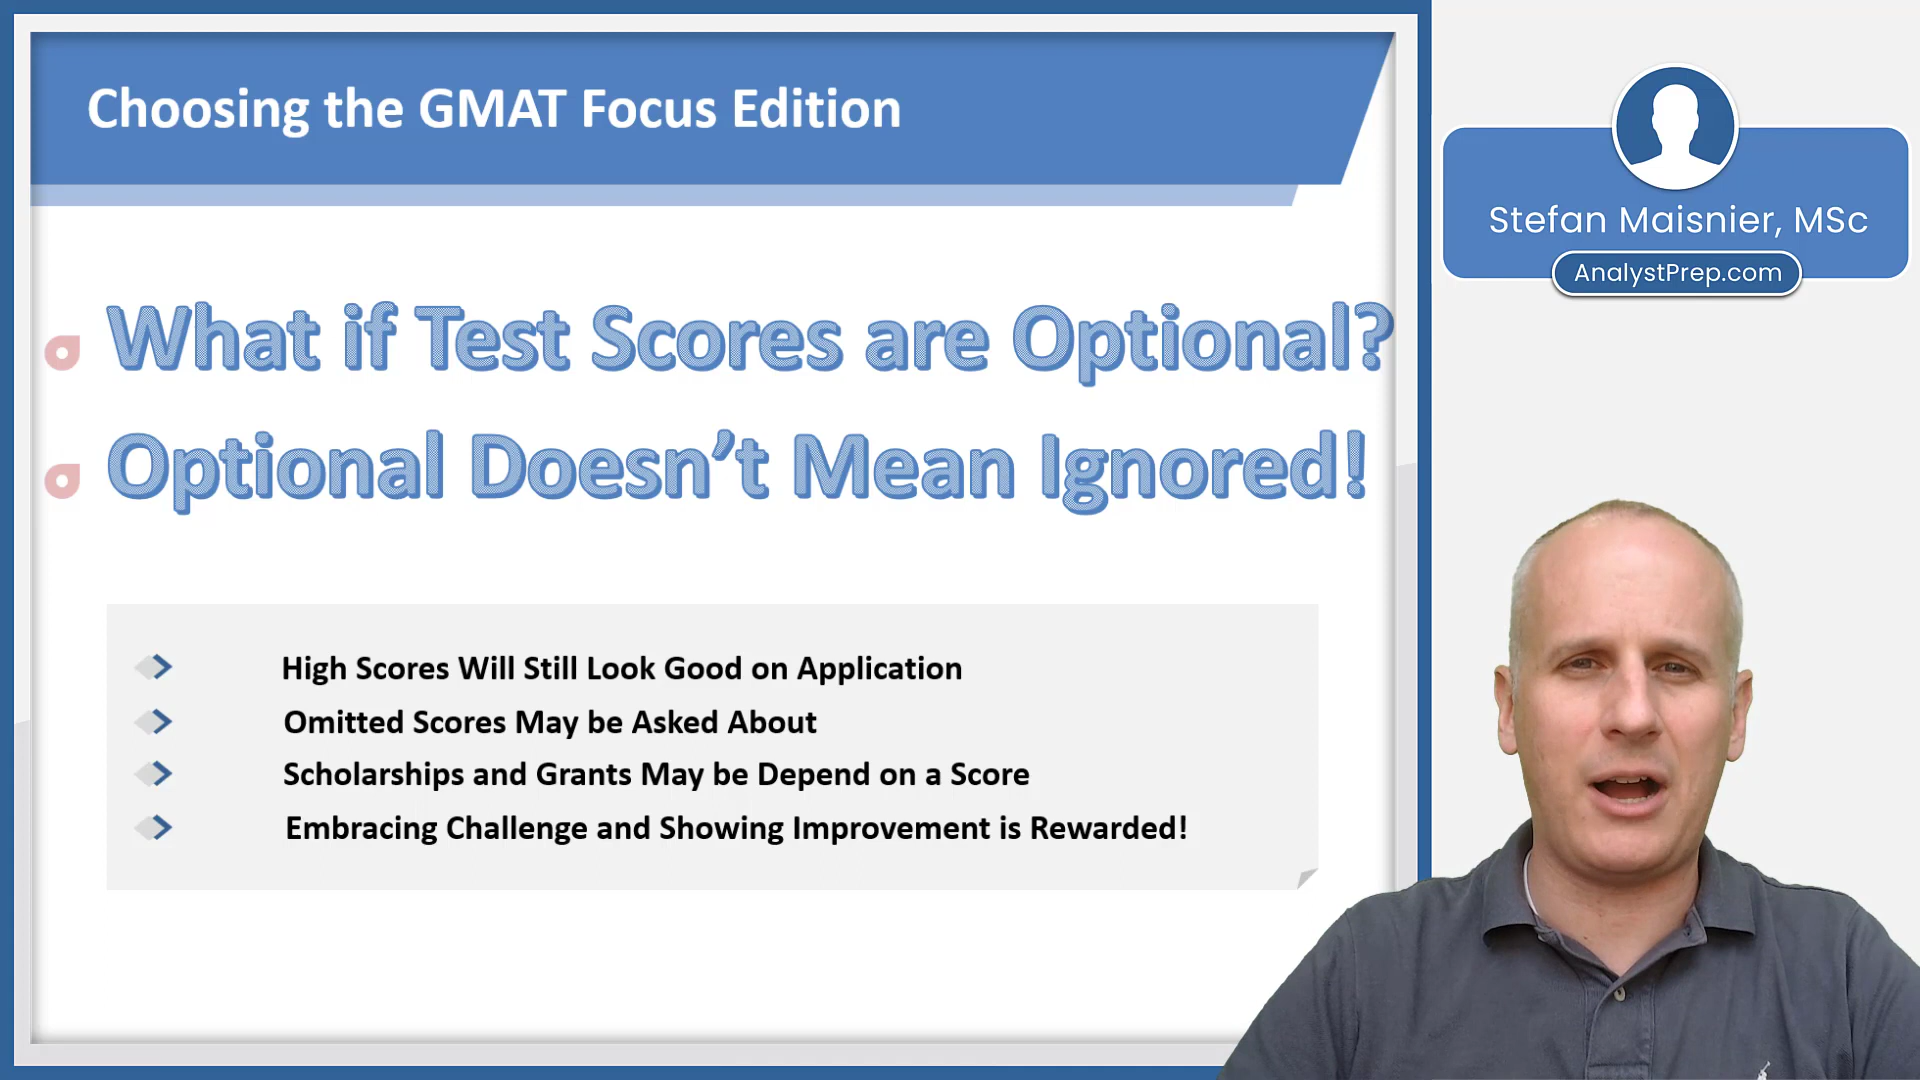 Choosing the GMAT Focus Edition
What if Test Scores are Optional?
Optional Doesn’t Mean Ignored!
High Scores Will Still Look Good on Application
Omitted Scores May be Asked About
Scholarships and Grants May be Depend on a Score
Embracing Challenge and Showing Improvement is Rewarded!
Stefan Maisnier, MSc
AnalystPrep.com